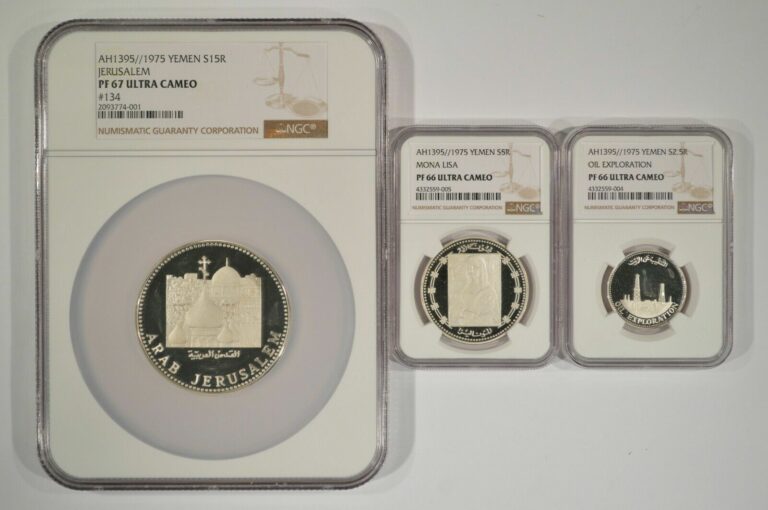 AH1395//1975 YEMEN S15R
JERUSALEM
PF 67 ULTRA CAMEO
#134
2093774-001
NUMISMATIC GUARANTY CORPORATION
NGC®
القدس العربية
ARAB JERUSALEM
AH1395//1975 YEMEN S5R
MONA LISA
PF 66 ULTRA CAMEO
4332559-005
NUMISMATIC GUARANTY CORPORATION
NGC®
AH1395//1975 YEMEN S2.5R
OIL EXPLORATION
PF 66 ULTRA CAMEO
4332559-004
NUMISMATIC GUARANTY CORPORATION
NGC®
OIL EXPLORATION